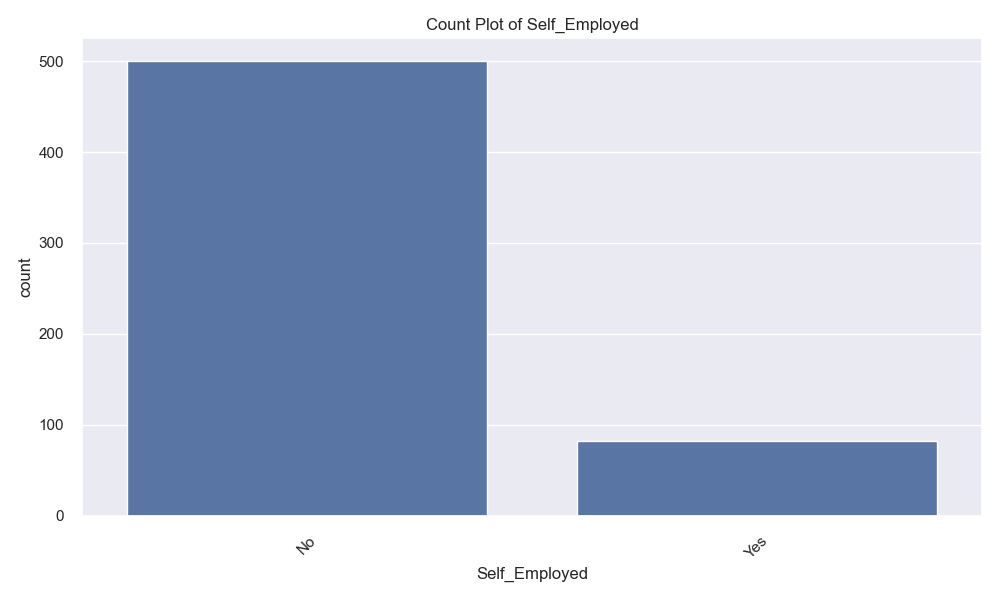 Count Plot of Self_Employed
500
400
300
200
100
0
count
No
Yes
Self_Employed